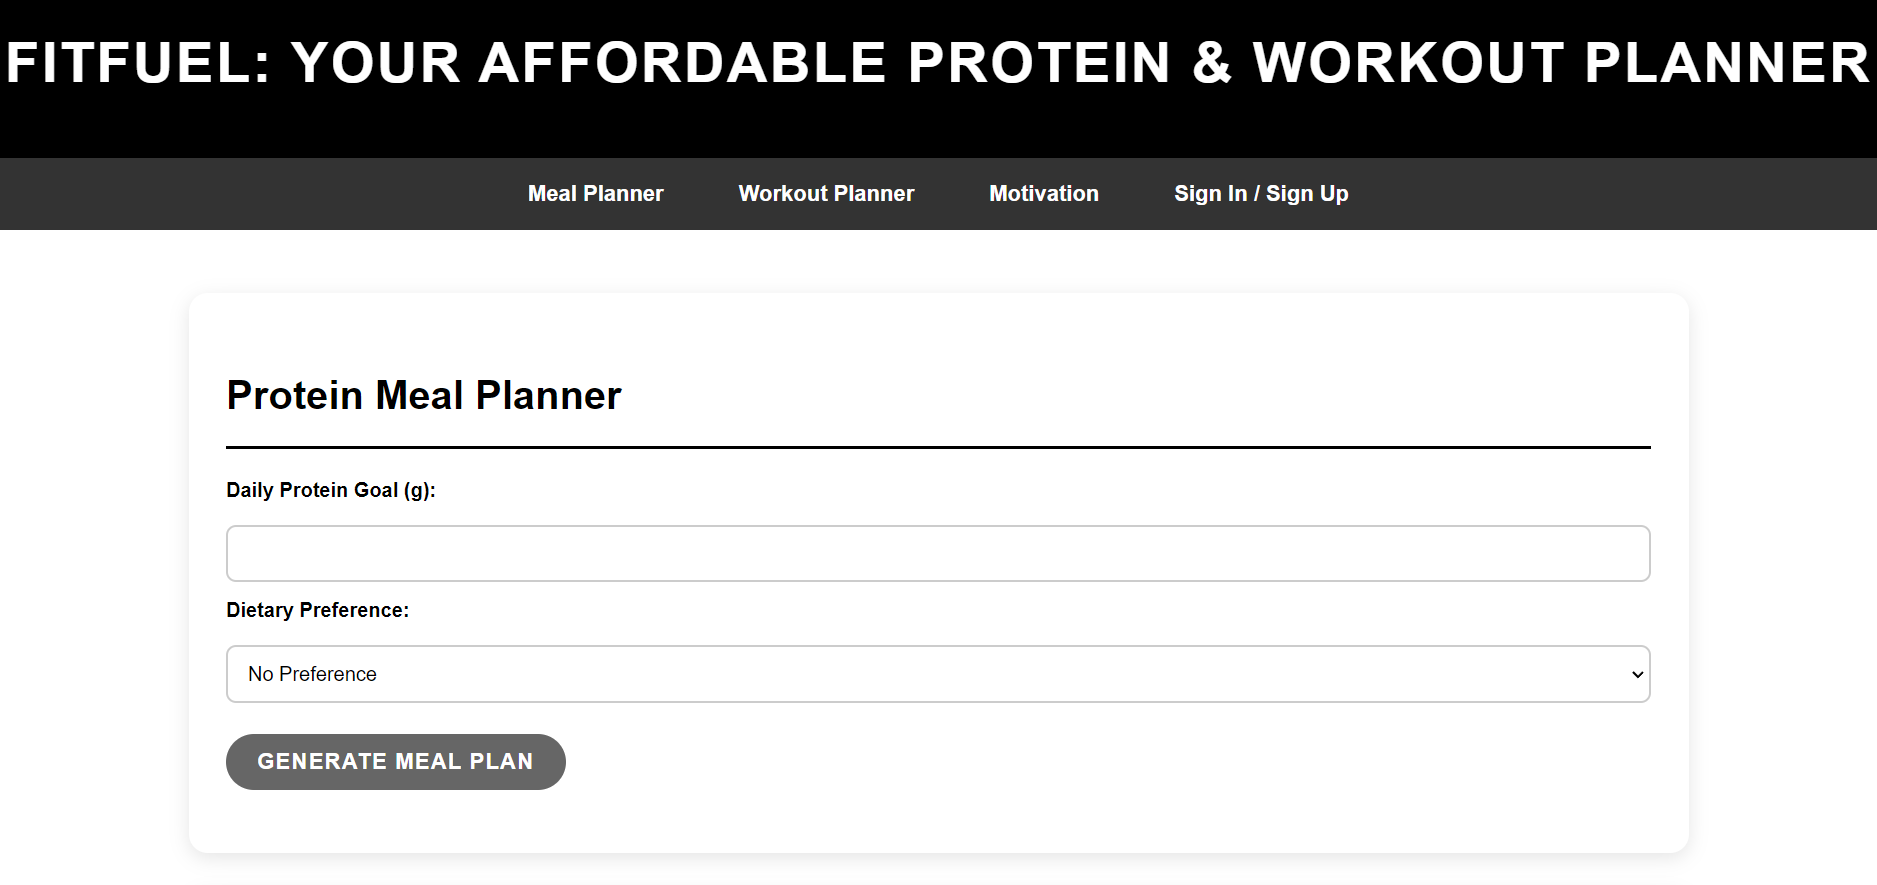 FITFUEL: YOUR AFFORDABLE PROTEIN & WORKOUT PLANNER
Meal Planner Workout Planner Motivation Sign In / Sign Up
Protein Meal Planner
Daily Protein Goal (g):
Dietary Preference:
No Preference
GENERATE MEAL PLAN